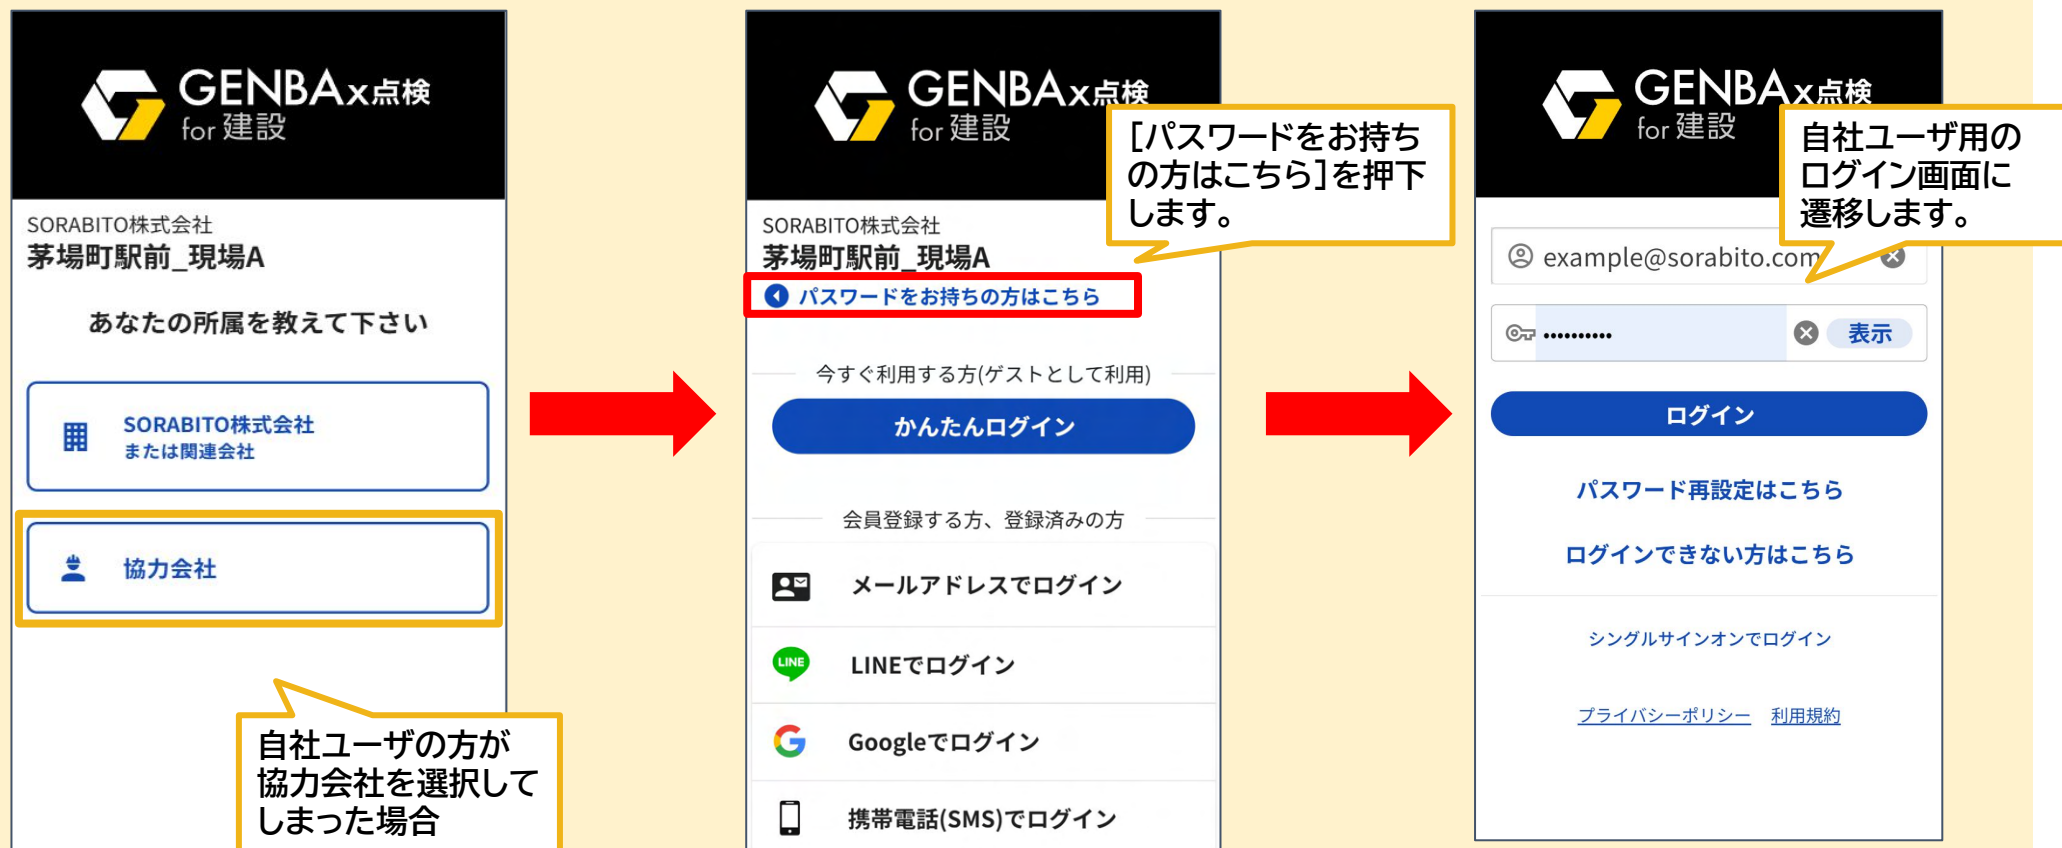 GENBAx点検
for 建設
SORABITO株式会社
茅場町駅前_現場A
あなたの所属を教えて下さい
SORABITO株式会社
または関連会社
協力会社
自社ユーザの方が
協力会社を選択して
しまった場合
GENBAx点検
for 建設
[パスワードをお持ち
の方はこちら]を押下
します。
SORABITO株式会社
茅場町駅前_現場A
パスワードをお持ちの方はこちら
今すぐ利用する方(ゲストとして利用)
かんたんログイン
会員登録する方、登録済みの方
メールアドレスでログイン
LINE
LINEでログイン
Googleでログイン
携帯電話(SMS)でログイン
GENBAx点検
for 建設
自社ユーザ用の
ログイン画面に
遷移します。
example@sorabito.com
••••••••••
表示
ログイン
パスワード再設定はこちら
ログインできない方はこちら
シングルサインオンでログイン
プライバシーポリシー 利用規約